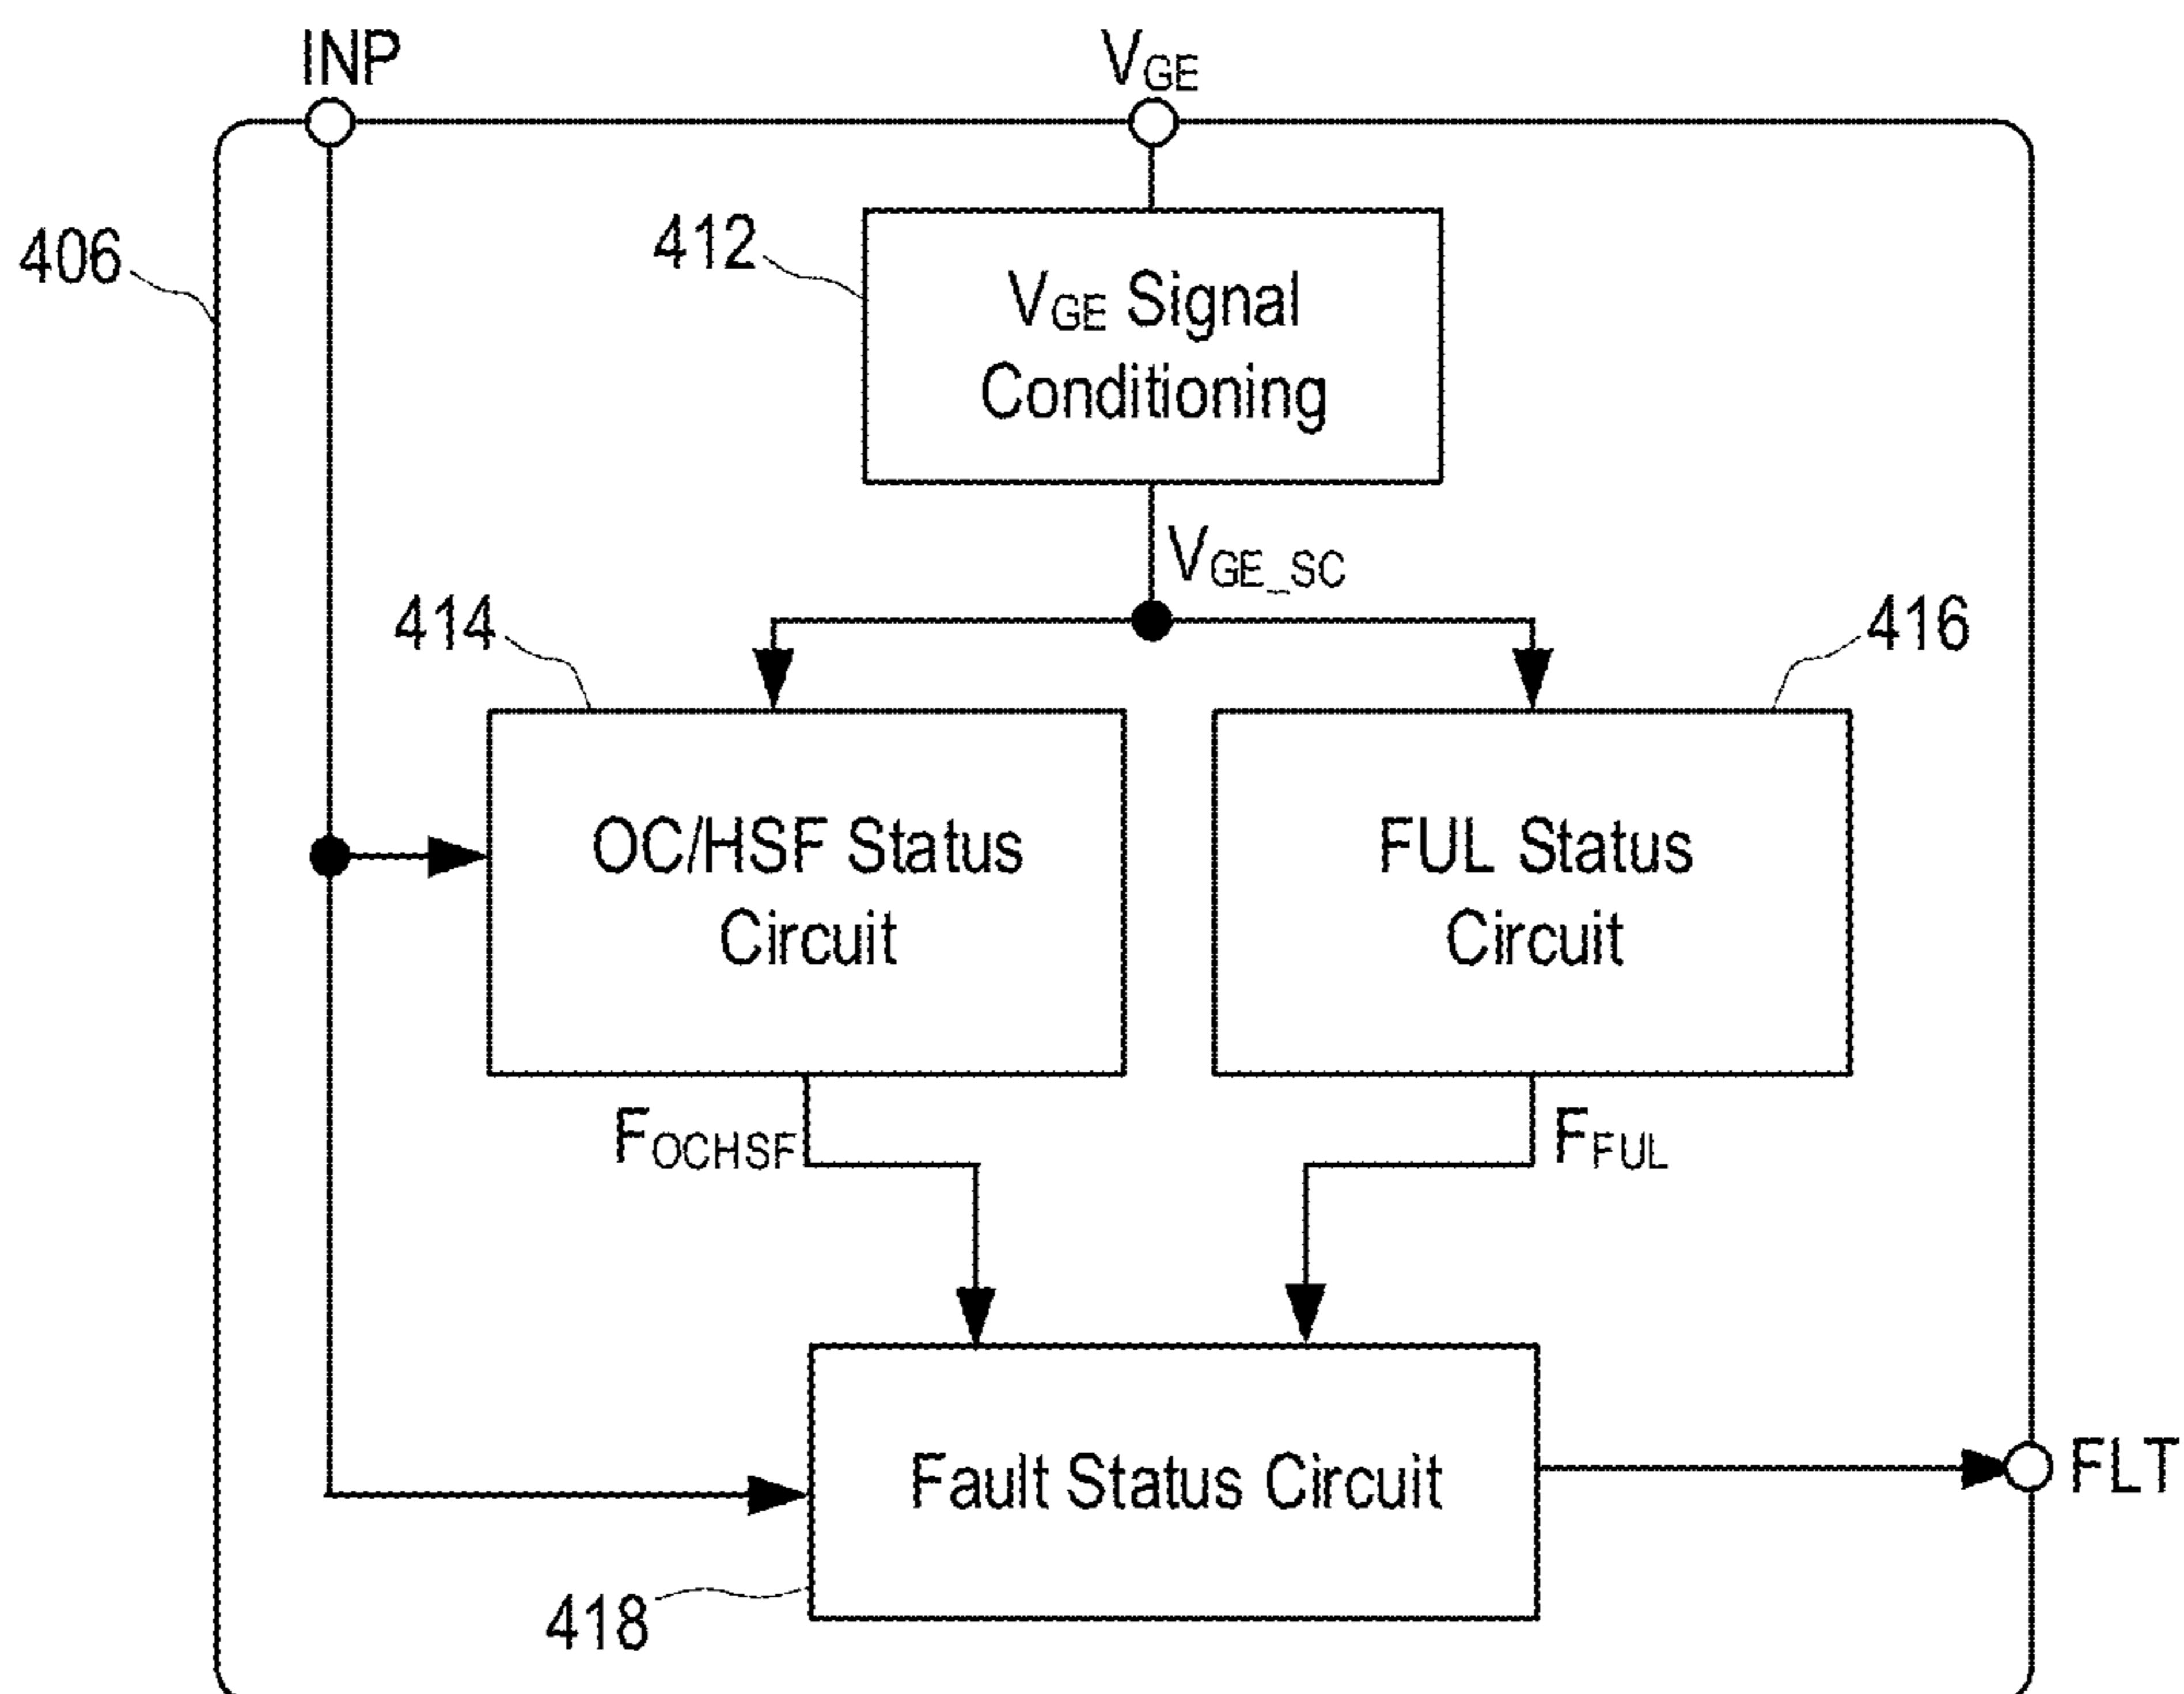 INP
VGE
406
412
VGE Signal
Conditioning
VGE_SC
414
416
OC/HSF Status
Circuit
FUL Status
Circuit
FOCHSF
FFUL
Fault Status Circuit
FLT
418